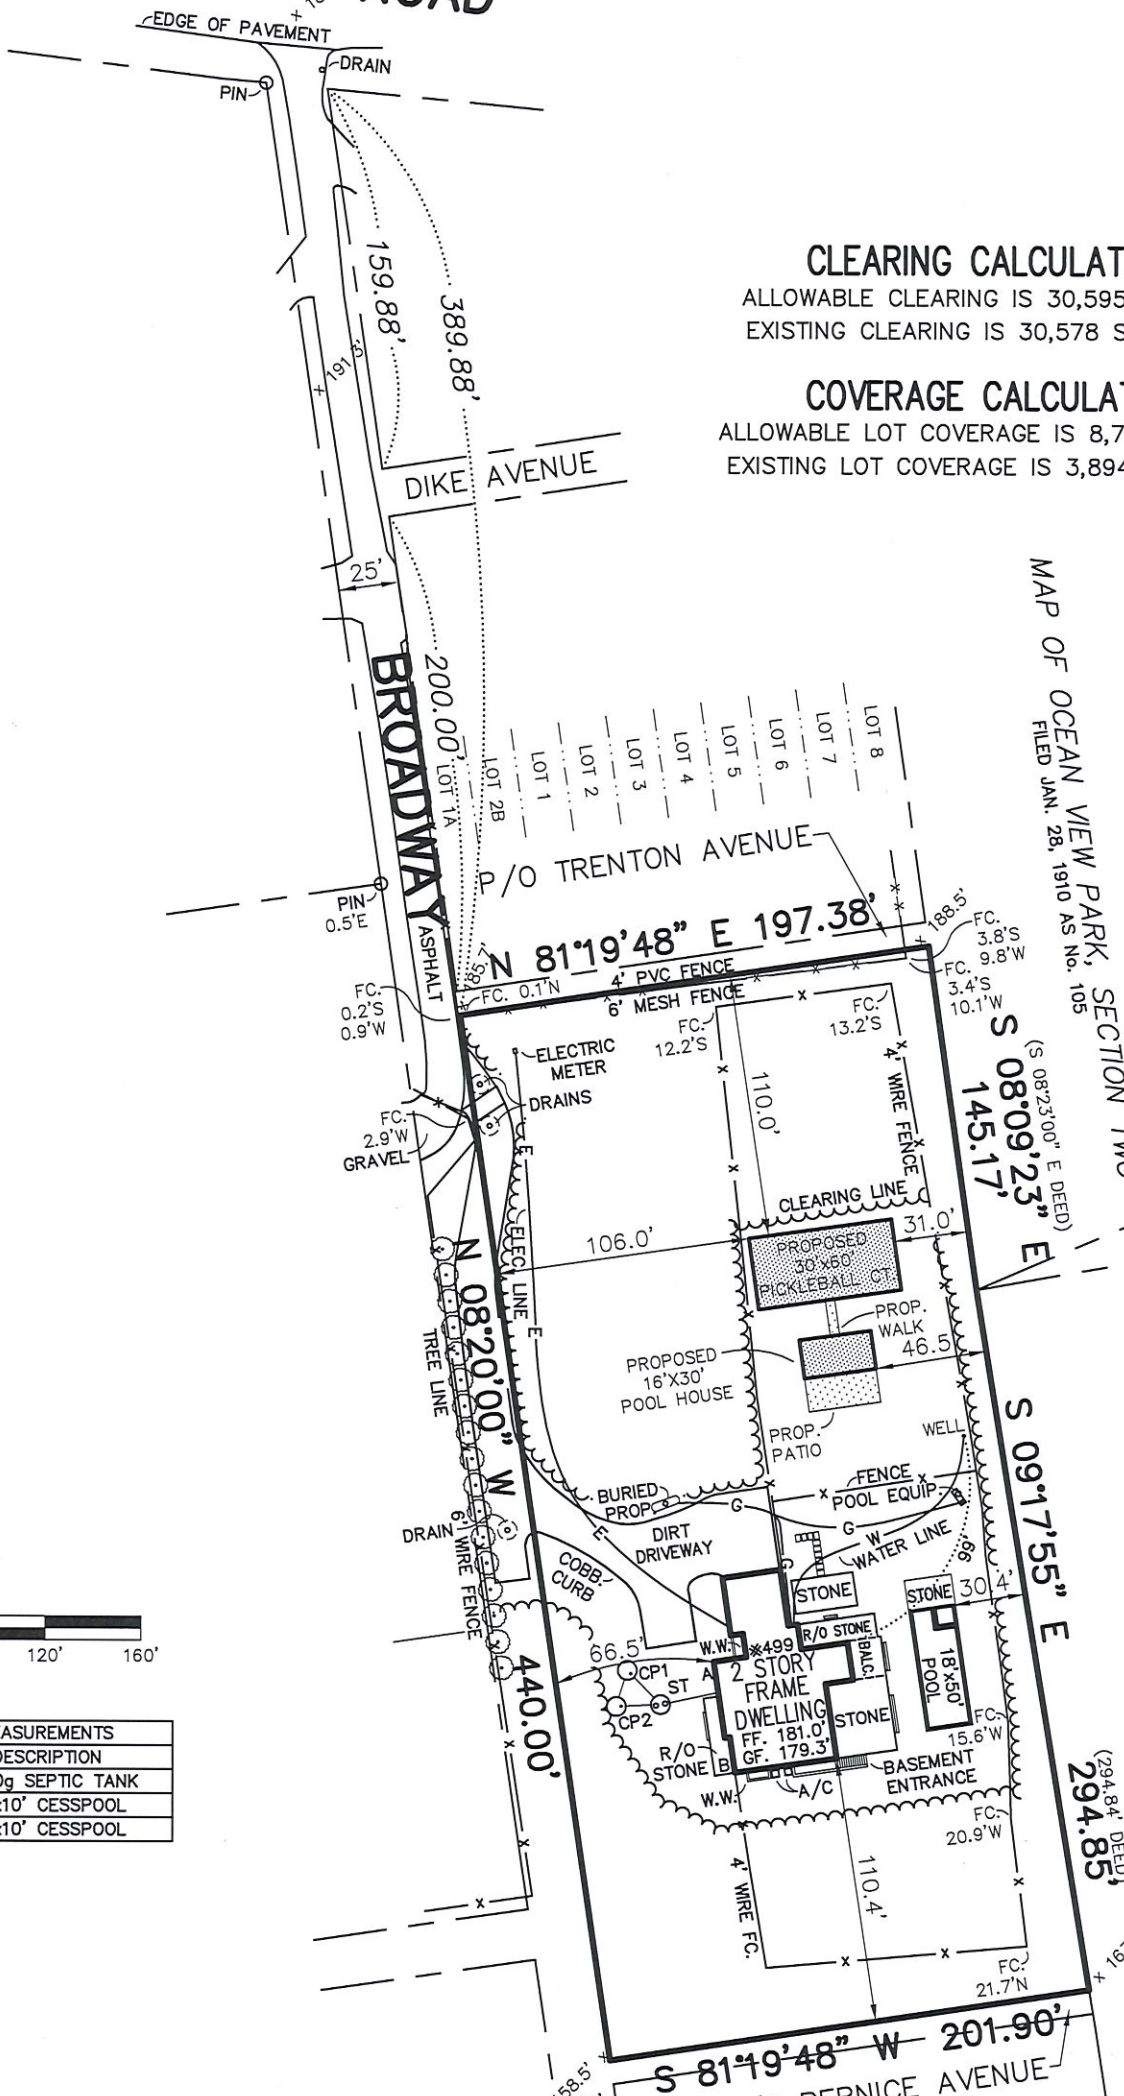 ROAD
EDGE OF PAVEMENT
DRAIN
PIN
159.88'
389.88'
191.3'
CLEARING CALCULAT
ALLOWABLE CLEARING IS 30,595
EXISTING CLEARING IS 30,578 S
COVERAGE CALCULA
ALLOWABLE LOT COVERAGE IS 8,7
EXISTING LOT COVERAGE IS 3,894
DIKE AVENUE
25'
BROADWAY
200.00'
LOT 1A
LOT 2B
LOT 1
LOT 2
LOT 3
LOT 4
LOT 5
LOT 6
LOT 7
LOT 8
MAP OF OCEAN VIEW PARK, SECTION TWO
FILED JAN. 28, 1910 AS No. 105
P/O TRENTON AVENUE
PIN
0.5'E
ASPHALT
N 81°19'48" E 197.38'
188.5'
FC.
3.8'S
9.8'W
FC.
3.4'S
10.1'W
4' PVC FENCE
6' MESH FENCE
FC. 0.1'N
FC.
0.2'S
0.9'W
FC.
12.2'S
FC.
13.2'S
ELECTRIC
METER
DRAINS
FC.
2.9'W
GRAVEL
110.0'
4' WIRE FENCE
S 08°09'23" E
(S 08°23'00" E DEED)
145.17'
CLEARING LINE
31.0'
106.0'
PROPOSED
30'x60'
PICKLEBALL CT.
ELEC. LINE
E
E
N 08°20'00" W
440.00'
TREE LINE
PROP.
WALK
46.5
PROPOSED
16'X30'
POOL HOUSE
PROP.
PATIO
WELL
S 09°17'55" E
294.85'
(294.84' DEED)
BURIED
PROP.
G
FENCE
POOL EQUIP.
G
W
WATER LINE
99
DIRT
DRIVEWAY
E
G
DRAIN
6' WIRE FENCE
COBB.
CURB
STONE
STONE
30.4'
R/O STONE
BALC.
18'x50'
POOL
66.5'
W.W.
#499
2 STORY
FRAME
DWELLING
FF. 181.0'
GF. 179.3'
A
B
CP1
ST
CP2
STONE
FC.
15.6'W
R/O
STONE
W.W.
A/C
BASEMENT
ENTRANCE
FC.
20.9'W
4' WIRE FC.
110.4'
FC.
21.7'N
120'
160'
ASUREMENTS
DESCRIPTION
0g SEPTIC TANK
x10' CESSPOOL
x10' CESSPOOL
S 81°19'48" W 201.90'
BERNICE AVENUE
58.5'